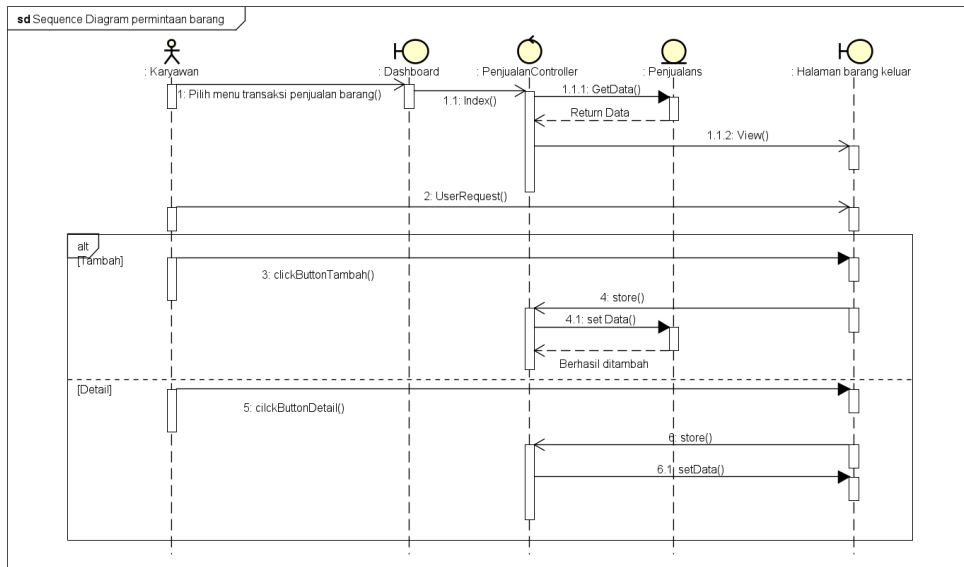 sd Sequence Diagram permintaan barang
: Karyawan
: Dashboard
: PenjualanController
: Penjualans
: Halaman barang keluar
1: Pilih menu transaksi penjualan barang()
1.1: Index()
1.1.1: GetData()
Return Data
1.1.2: View()
2: UserRequest()
alt
[Tambah]
3: clickButtonTambah()
4: store()
4.1: set Data()
Berhasil ditambah
[Detail]
5: cilckButtonDetail()
6: store()
6.1: setData()